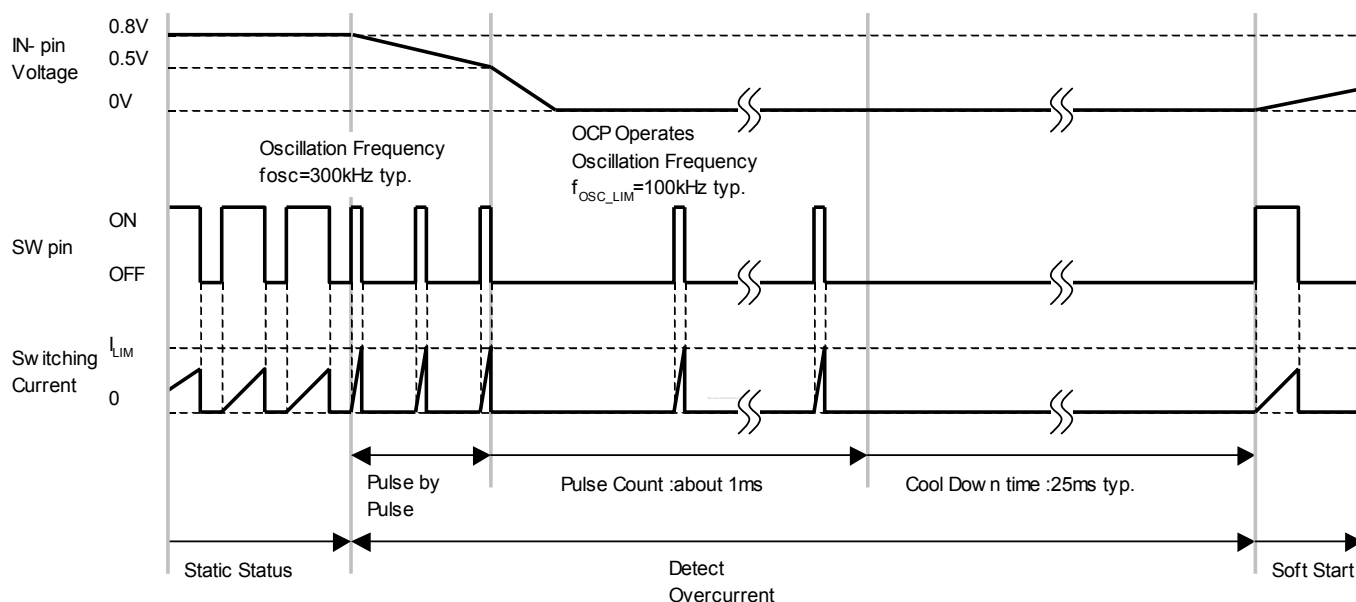 0.8V
IN- pin
Voltage
0.5V
0V
Oscillation Frequency
fosc=300kHz typ.
OCP Operates
Oscillation Frequency
fOSC_LIM=100kHz typ.
SW pin
ON
OFF
Switching
Current
ILIM
0
Pulse by
Pulse
Pulse Count :about 1ms
Cool Down time :25ms typ.
Static Status
Detect
Overcurrent
Soft Start